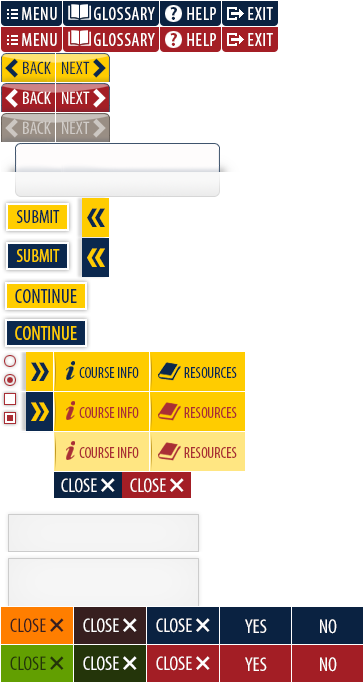 MENU GLOSSARY HELP EXIT
MENU GLOSSARY HELP EXIT
BACK NEXT
BACK NEXT
BACK NEXT
SUBMIT
SUBMIT
CONTINUE
CONTINUE
COURSE INFO RESOURCES
COURSE INFO RESOURCES
COURSE INFO RESOURCES
CLOSE CLOSE
CLOSE CLOSE CLOSE YES NO
CLOSE CLOSE CLOSE YES NO